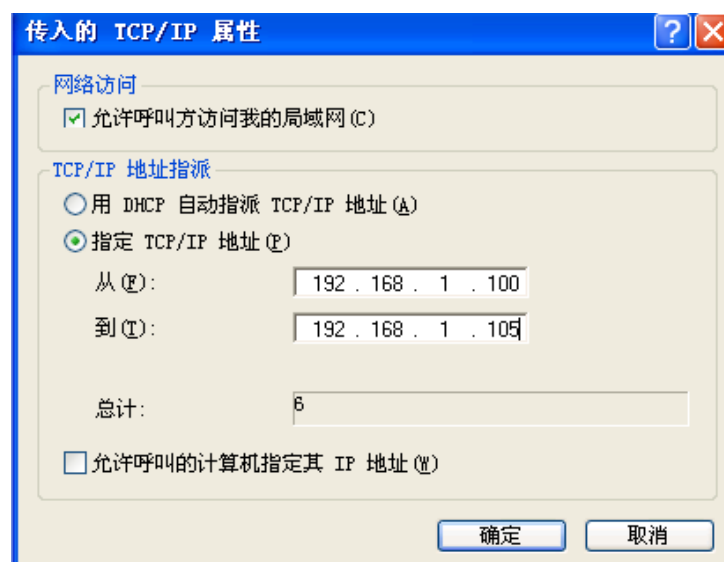 传入的 TCP/IP 属性
网络访问
允许呼叫方访问我的局域网(C)
TCP/IP 地址指派
用 DHCP 自动指派 TCP/IP 地址(A)
指定 TCP/IP 地址(P)
从(F): 192 . 168 . 1 . 100
到(T): 192 . 168 . 1 . 105
总计: 6
允许呼叫的计算机指定其 IP 地址(W)
确定 取消